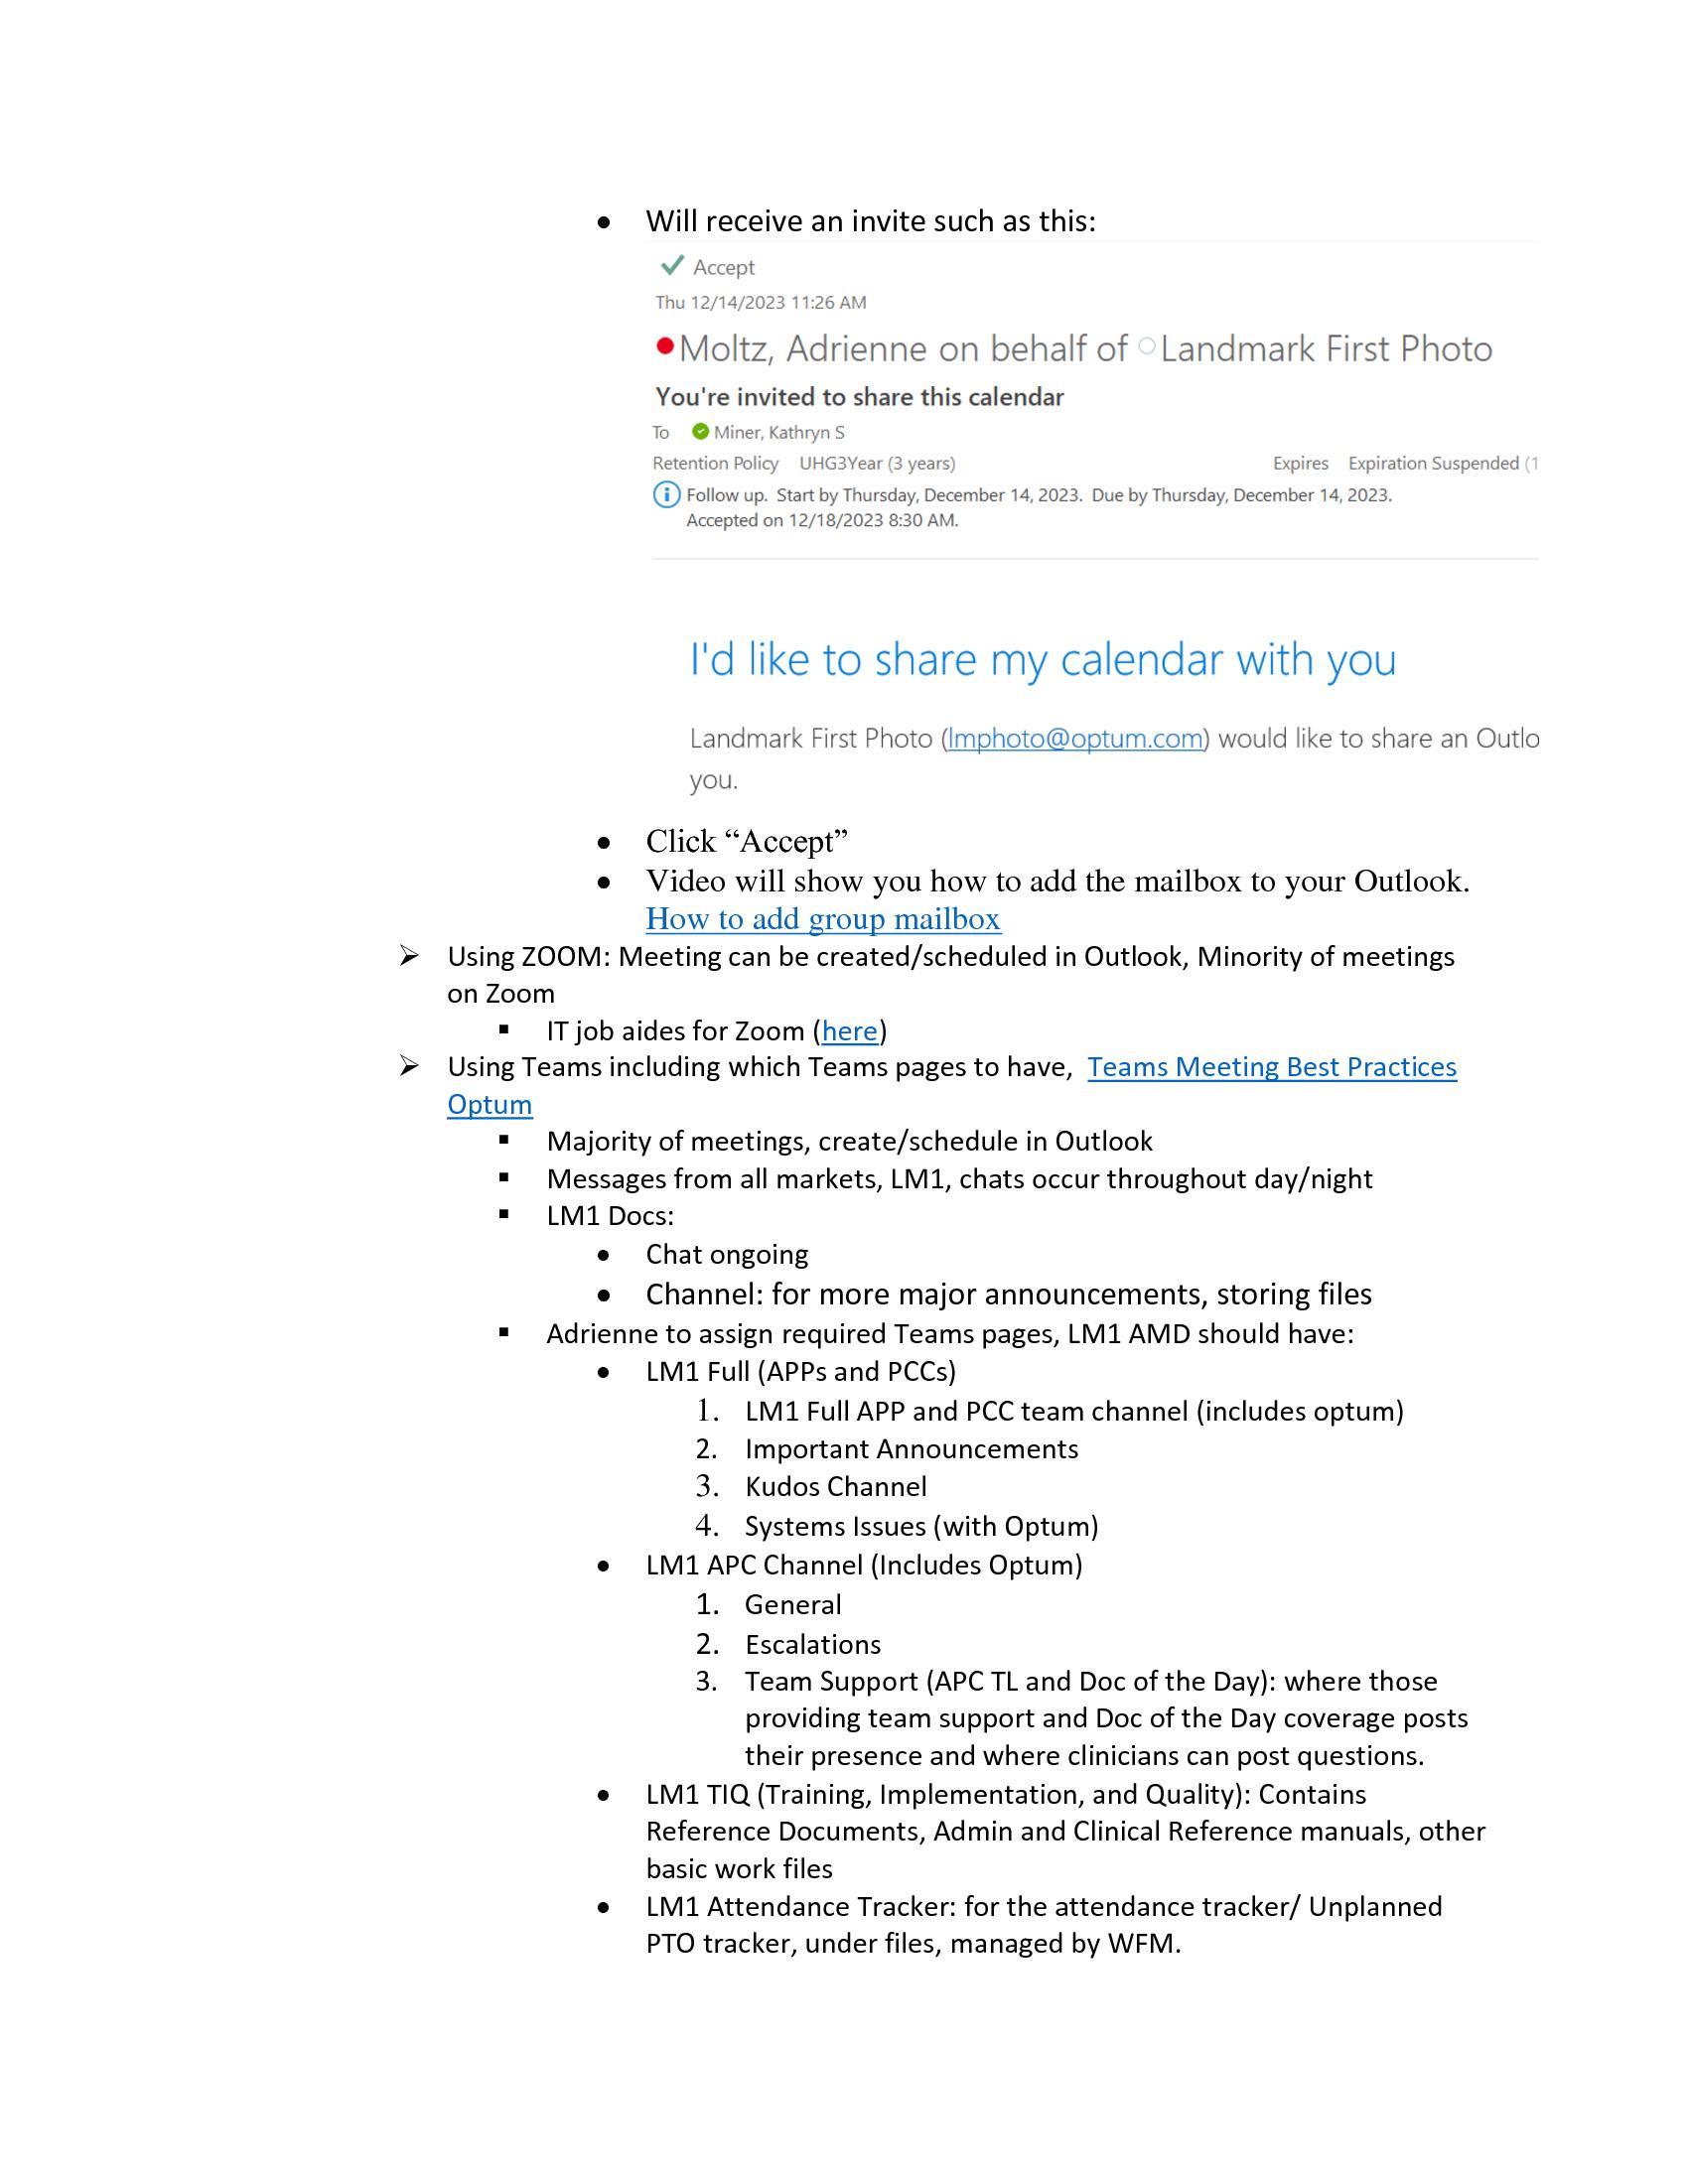 • Will receive an invite such as this:
✓ Accept
Thu 12/14/2023 11:26 AM
Moltz, Adrienne on behalf of Landmark First Photo
You're invited to share this calendar
To Miner, Kathryn S
Retention Policy UHG3Year (3 years) Expires Expiration Suspended (1
Follow up. Start by Thursday, December 14, 2023. Due by Thursday, December 14, 2023.
Accepted on 12/18/2023 8:30 AM.
I'd like to share my calendar with you
Landmark First Photo (lmphoto@optum.com) would like to share an Outlo
you.
• Click “Accept”
• Video will show you how to add the mailbox to your Outlook.
How to add group mailbox
➢ Using ZOOM: Meeting can be created/scheduled in Outlook, Minority of meetings
on Zoom
▪ IT job aides for Zoom (here)
➢ Using Teams including which Teams pages to have, Teams Meeting Best Practices
Optum
▪ Majority of meetings, create/schedule in Outlook
▪ Messages from all markets, LM1, chats occur throughout day/night
▪ LM1 Docs:
• Chat ongoing
• Channel: for more major announcements, storing files
▪ Adrienne to assign required Teams pages, LM1 AMD should have:
• LM1 Full (APPs and PCCs)
1. LM1 Full APP and PCC team channel (includes optum)
2. Important Announcements
3. Kudos Channel
4. Systems Issues (with Optum)
• LM1 APC Channel (Includes Optum)
1. General
2. Escalations
3. Team Support (APC TL and Doc of the Day): where those
providing team support and Doc of the Day coverage posts
their presence and where clinicians can post questions.
• LM1 TIQ (Training, Implementation, and Quality): Contains
Reference Documents, Admin and Clinical Reference manuals, other
basic work files
• LM1 Attendance Tracker: for the attendance tracker/ Unplanned
PTO tracker, under files, managed by WFM.